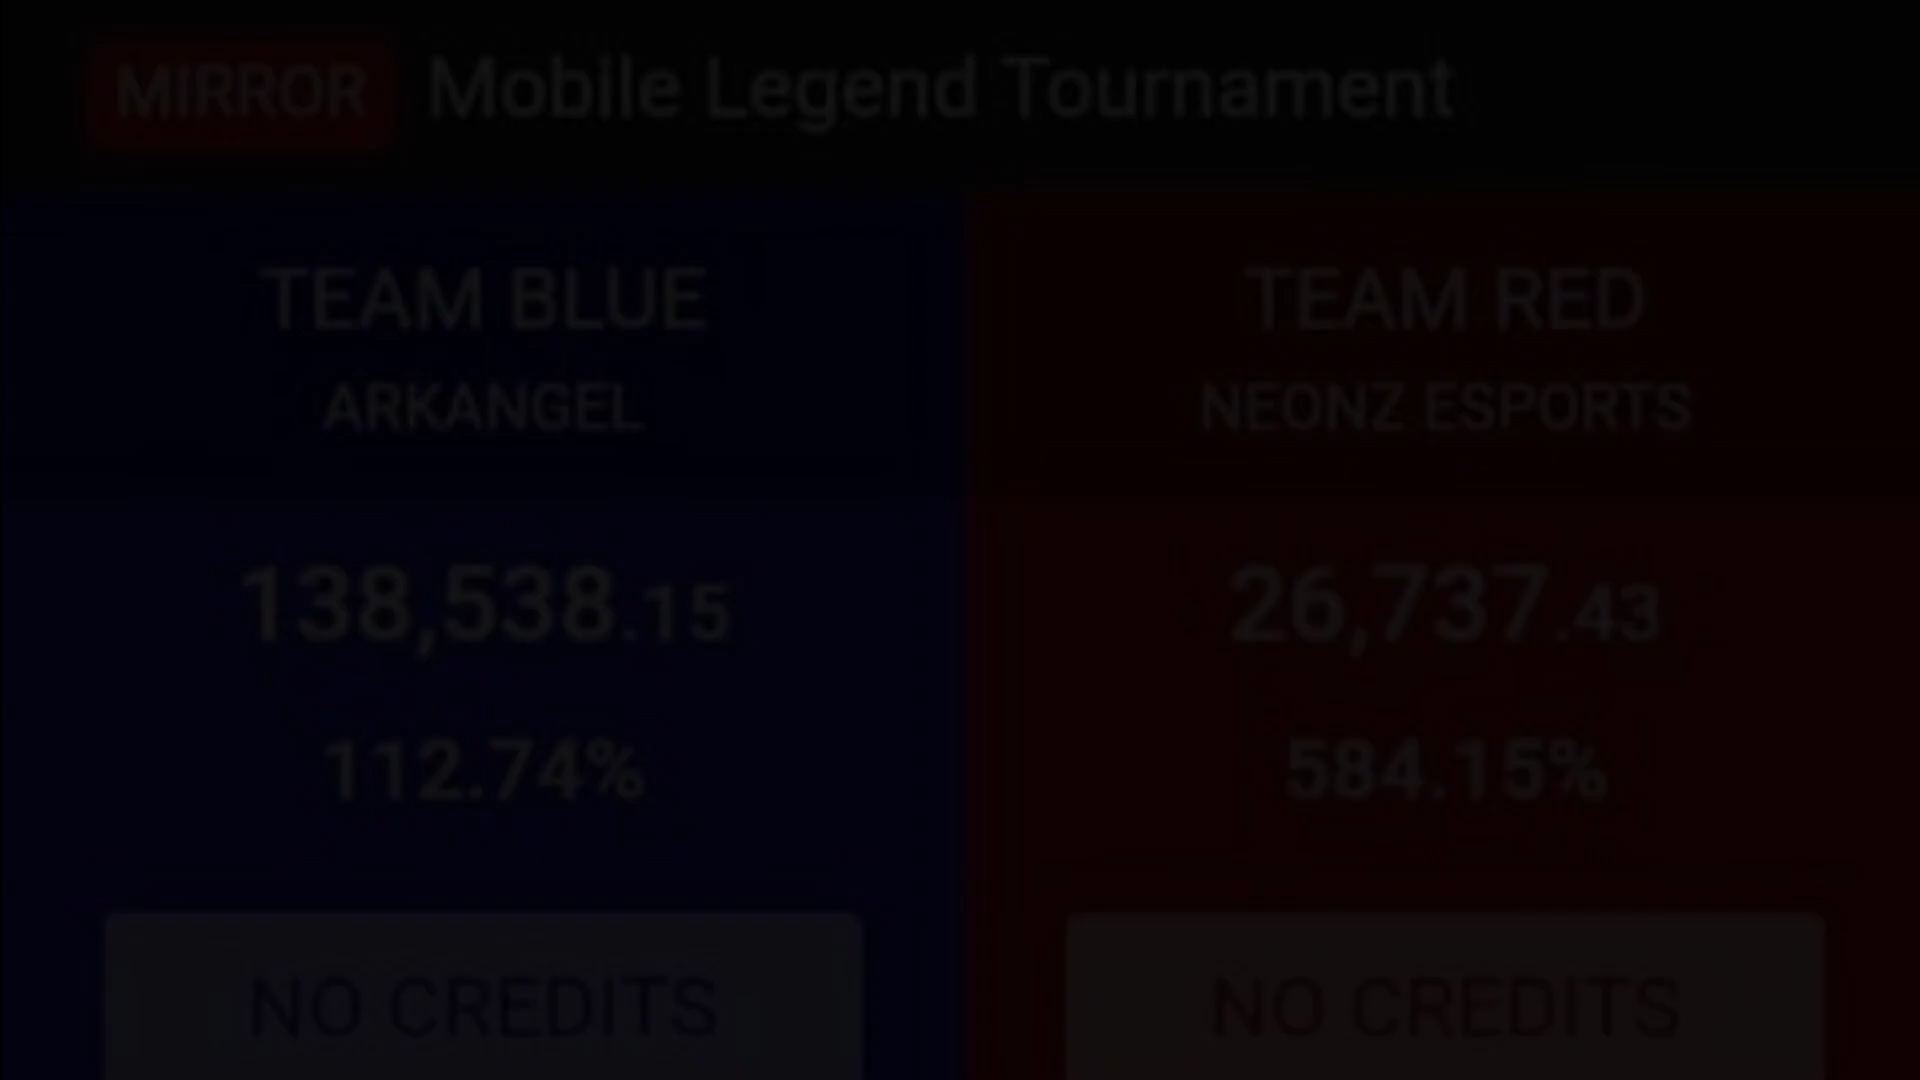 MIRROR Mobile Legend Tournament
TEAM BLUE
ARKANGEL
138,538.15
112.74%
NO CREDITS
TEAM RED
NEONZ ESPORTS
26,737.43
584.15%
NO CREDITS